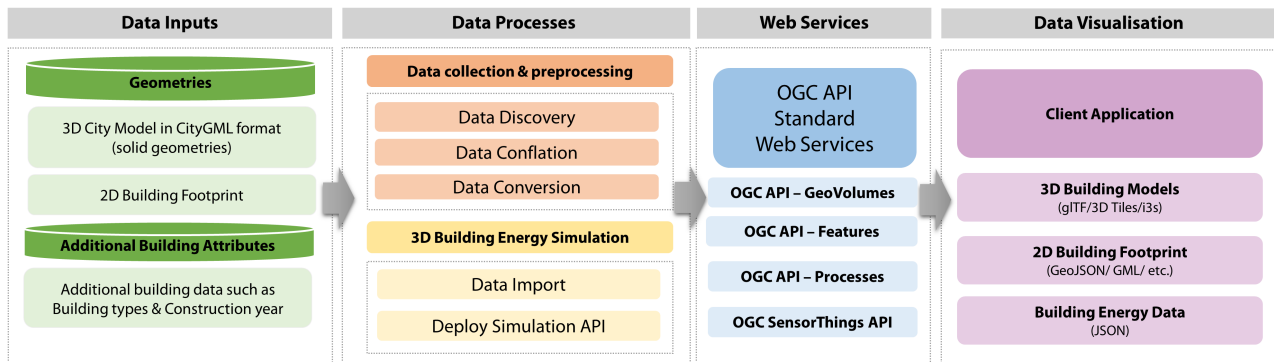 Data Inputs
Geometries
3D City Model in CityGML format
(solid geometries)
2D Building Footprint
Additional Building Attributes
Additional building data such as
Building types & Construction year
Data Processes
Data collection & preprocessing
Data Discovery
Data Conflation
Data Conversion
3D Building Energy Simulation
Data Import
Deploy Simulation API
Web Services
OGC API
Standard
Web Services
OGC API – GeoVolumes
OGC API – Features
OGC API – Processes
OGC SensorThings API
Data Visualisation
Client Application
3D Building Models
(glTF/3D Tiles/i3s)
2D Building Footprint
(GeoJSON/ GML/ etc.)
Building Energy Data
(JSON)